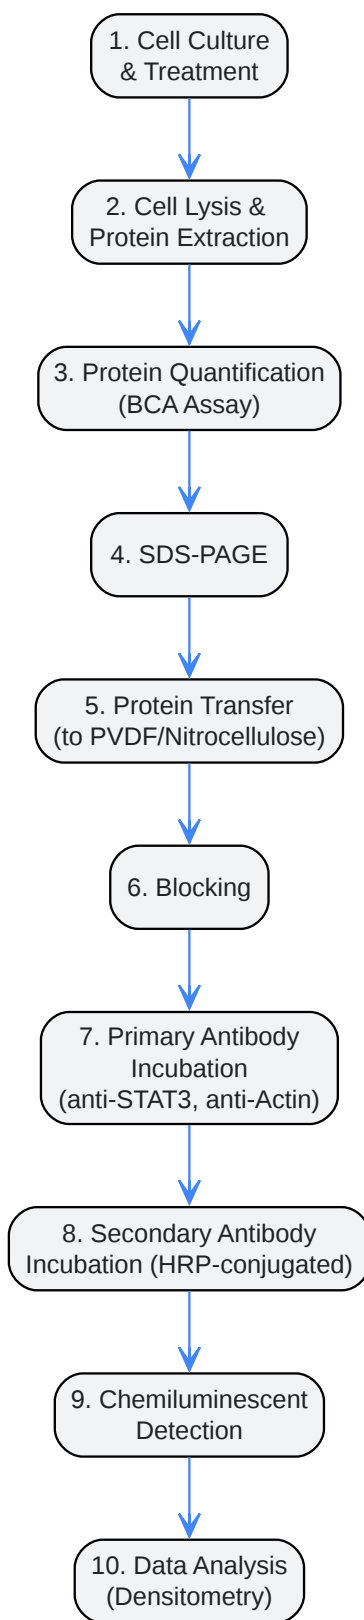 1. Cell Culture
& Treatment
2. Cell Lysis &
Protein Extraction
3. Protein Quantification
(BCA Assay)
4. SDS-PAGE
5. Protein Transfer
(to PVDF/Nitrocellulose)
6. Blocking
7. Primary Antibody
Incubation
(anti-STAT3, anti-Actin)
8. Secondary Antibody
Incubation (HRP-conjugated)
9. Chemiluminescent
Detection
10. Data Analysis
(Densitometry)